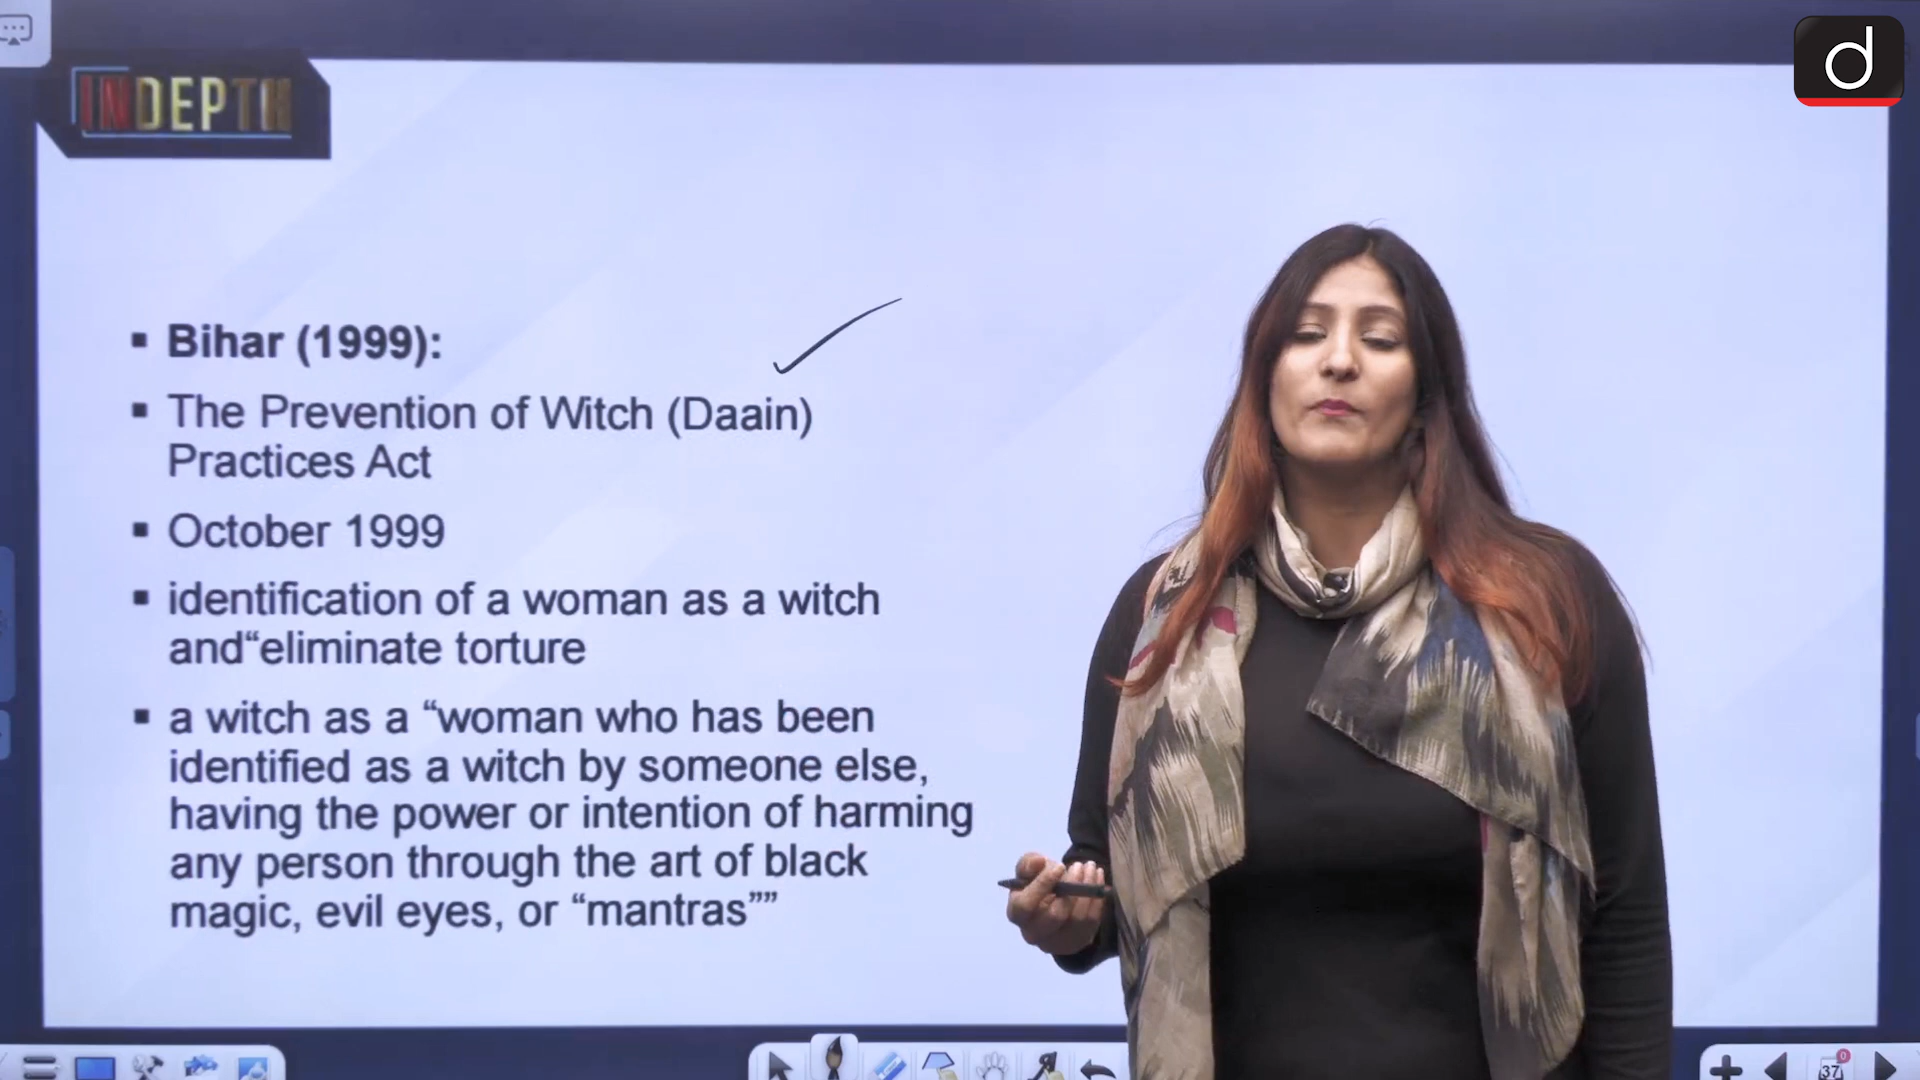 d
INDEPTH
▪ Bihar (1999):
▪ The Prevention of Witch (Daain)
Practices Act
▪ October 1999
▪ identification of a woman as a witch
and“eliminate torture
▪ a witch as a “woman who has been
identified as a witch by someone else,
having the power or intention of harming
any person through the art of black
magic, evil eyes, or “mantras””
37
0